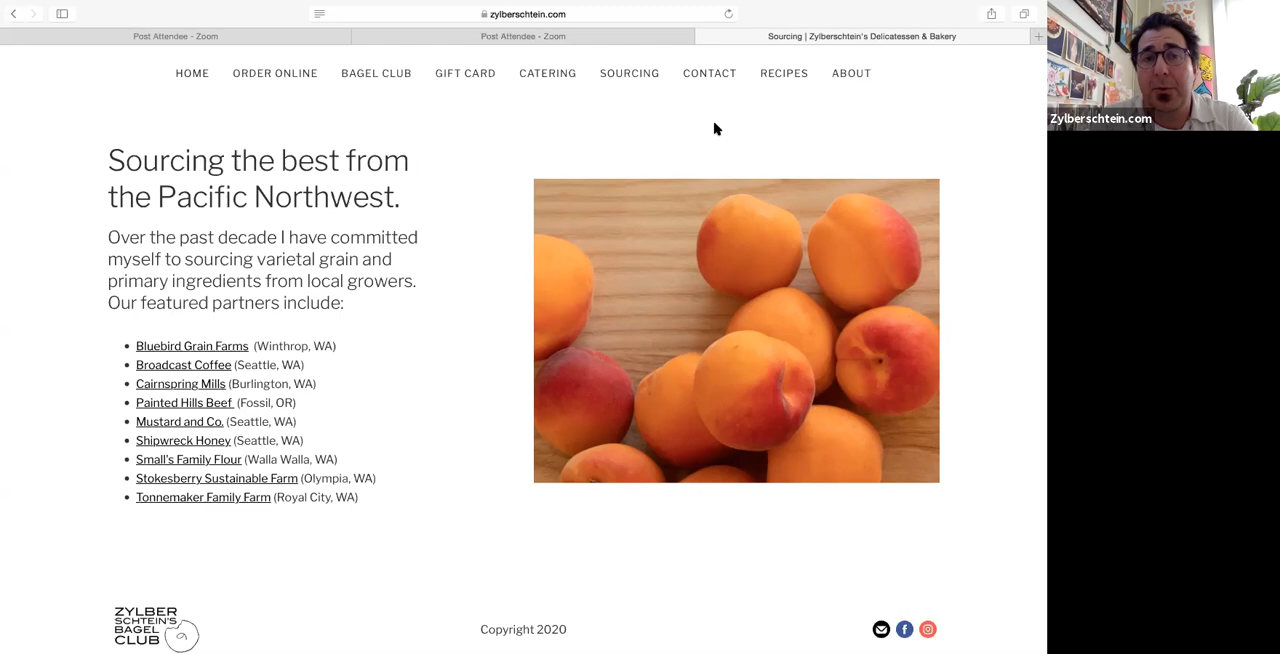 zylberschtein.com
Post Attendee - Zoom
Post Attendee - Zoom
Sourcing | Zylberschtein's Delicatessen & Bakery
HOME ORDER ONLINE BAGEL CLUB GIFT CARD CATERING SOURCING CONTACT RECIPES ABOUT
Zylberschtein.com
Sourcing the best from
the Pacific Northwest.
Over the past decade I have committed
myself to sourcing varietal grain and
primary ingredients from local growers.
Our featured partners include:
• Bluebird Grain Farms (Winthrop, WA)
• Broadcast Coffee (Seattle, WA)
• Cairnspring Mills (Burlington, WA)
• Painted Hills Beef (Fossil, OR)
• Mustard and Co. (Seattle, WA)
• Shipwreck Honey (Seattle, WA)
• Small's Family Flour (Walla Walla, WA)
• Stokesberry Sustainable Farm (Olympia, WA)
• Tonnemaker Family Farm (Royal City, WA)
ZYLBER
SCHTEIN'S
BAGEL
CLUB
Copyright 2020